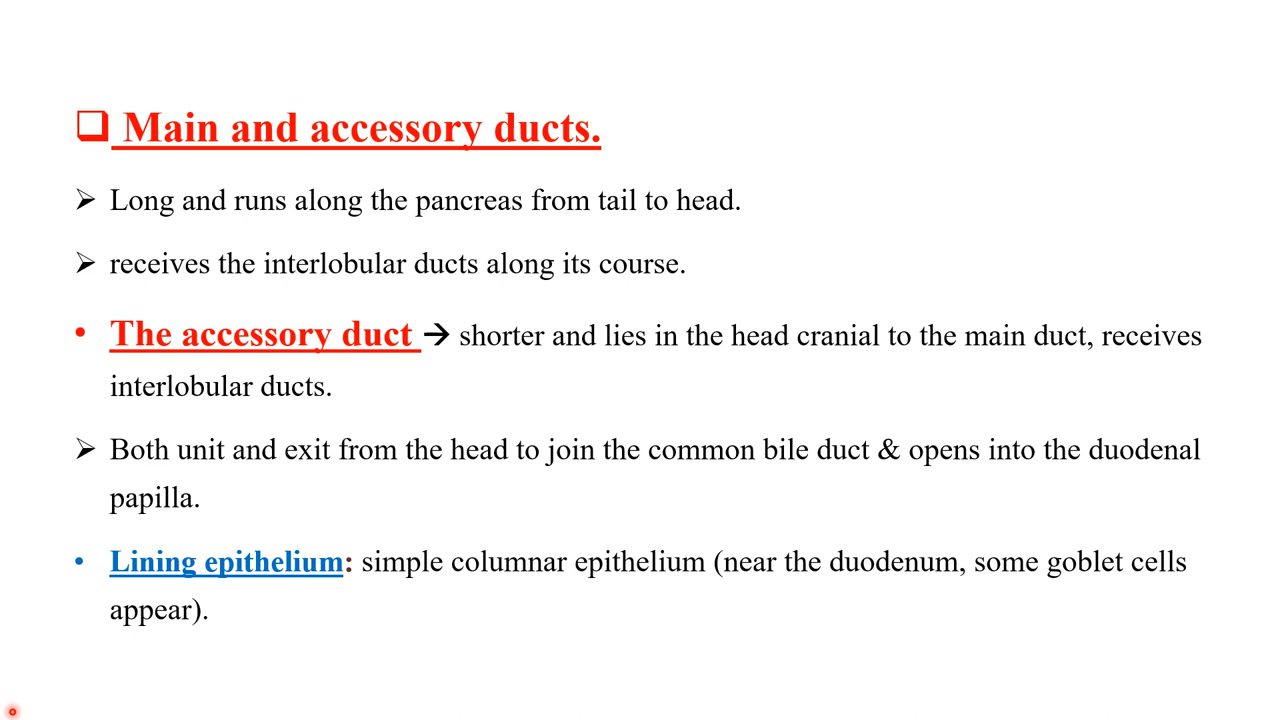 ❑ Main and accessory ducts.
➢ Long and runs along the pancreas from tail to head.
➢ receives the interlobular ducts along its course.
• The accessory duct → shorter and lies in the head cranial to the main duct, receives
interlobular ducts.
➢ Both unit and exit from the head to join the common bile duct & opens into the duodenal
papilla.
• Lining epithelium: simple columnar epithelium (near the duodenum, some goblet cells
appear).